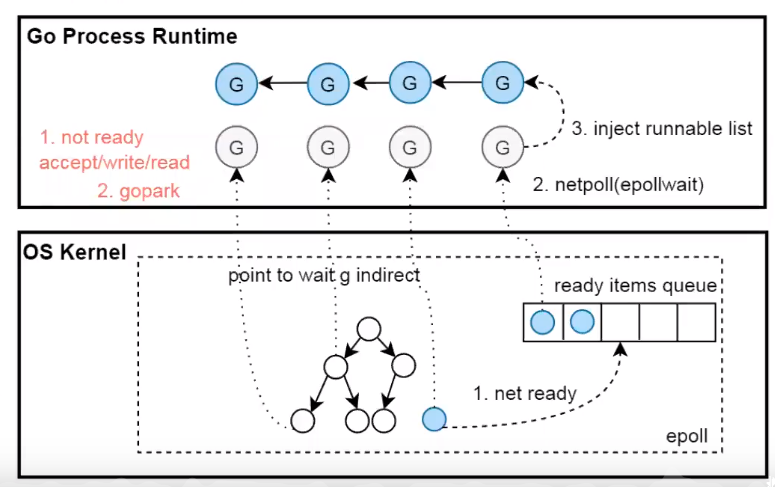 Go Process Runtime
G
G
G
G
1. not ready
accept/write/read
2. gopark
G
G
G
G
3. inject runnable list
2. netpoll(epollwait)
OS Kernel
point to wait g indirect
ready items queue
1. net ready
epoll